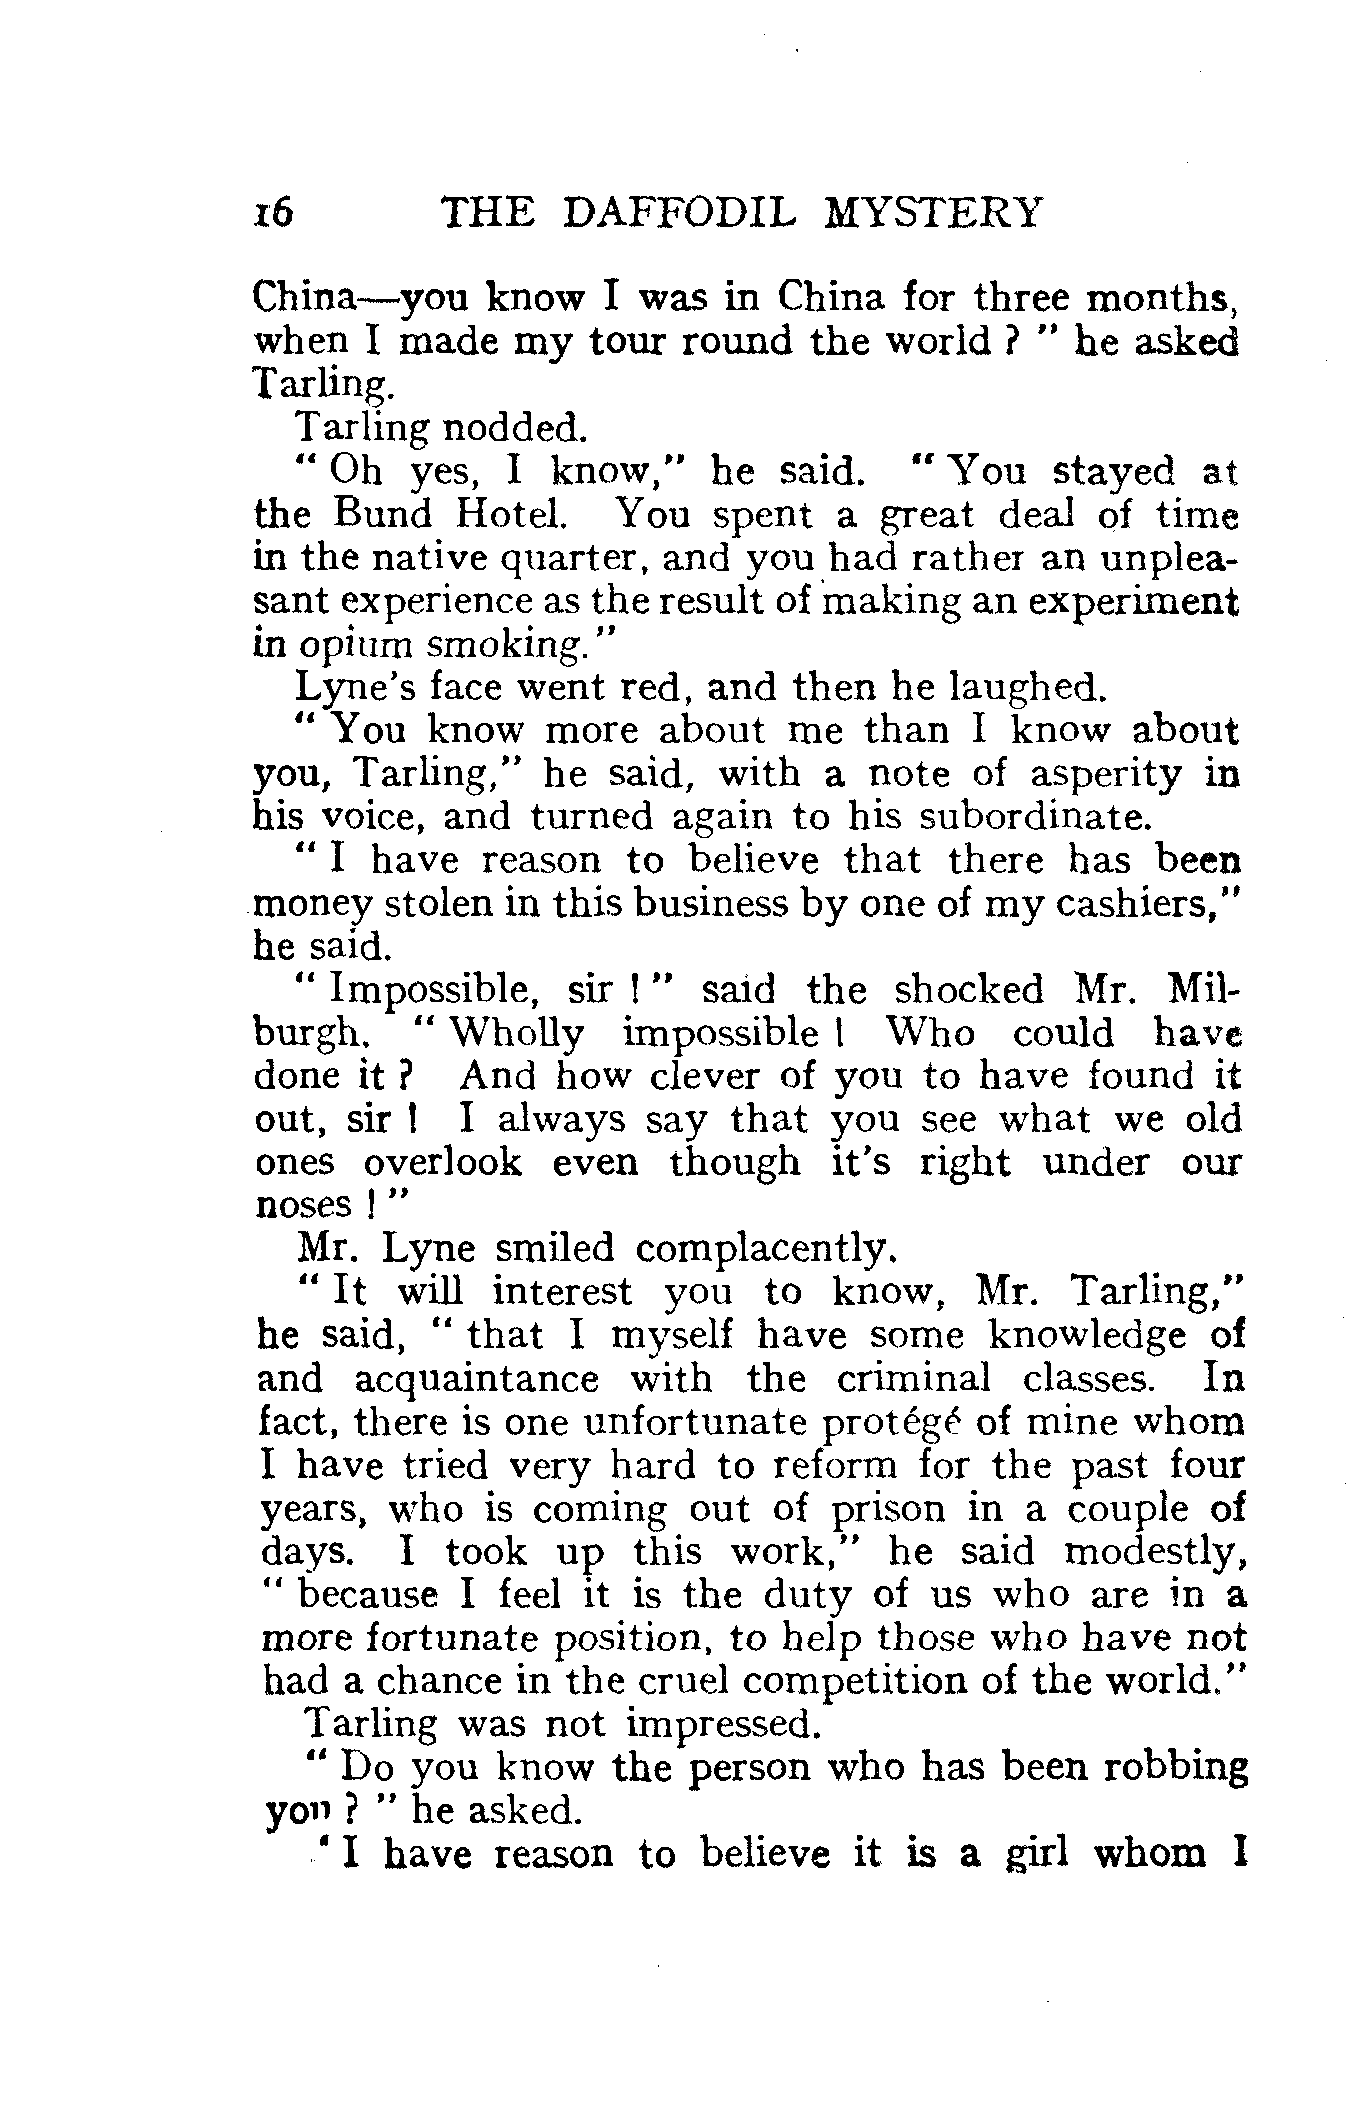 16 THE DAFFODIL MYSTERY
China—you know I was in China for three months,
when I made my tour round the world ? " he asked
Tarling.
Tarling nodded.
" Oh yes, I know," he said. " You stayed at
the Bund Hotel. You spent a great deal of time
in the native quarter, and you had rather an unplea-
sant experience as the result of making an experiment
in opium smoking."
Lyne's face went red, and then he laughed.
" You know more about me than I know about
you, Tarling," he said, with a note of asperity in
his voice, and turned again to his subordinate.
" I have reason to believe that there has been
money stolen in this business by one of my cashiers,"
he said.
" Impossible, sir ! " said the shocked Mr. Mil-
burgh. " Wholly impossible ! Who could have
done it ? And how clever of you to have found it
out, sir ! I always say that you see what we old
ones overlook even though it's right under our
noses ! "
Mr. Lyne smiled complacently.
" It will interest you to know, Mr. Tarling,"
he said, " that I myself have some knowledge of
and acquaintance with the criminal classes. In
fact, there is one unfortunate protégé of mine whom
I have tried very hard to reform for the past four
years, who is coming out of prison in a couple of
days. I took up this work," he said modestly,
" because I feel it is the duty of us who are in a
more fortunate position, to help those who have not
had a chance in the cruel competition of the world."
Tarling was not impressed.
" Do you know the person who has been robbing
you ? " he asked.
" I have reason to believe it is a girl whom I